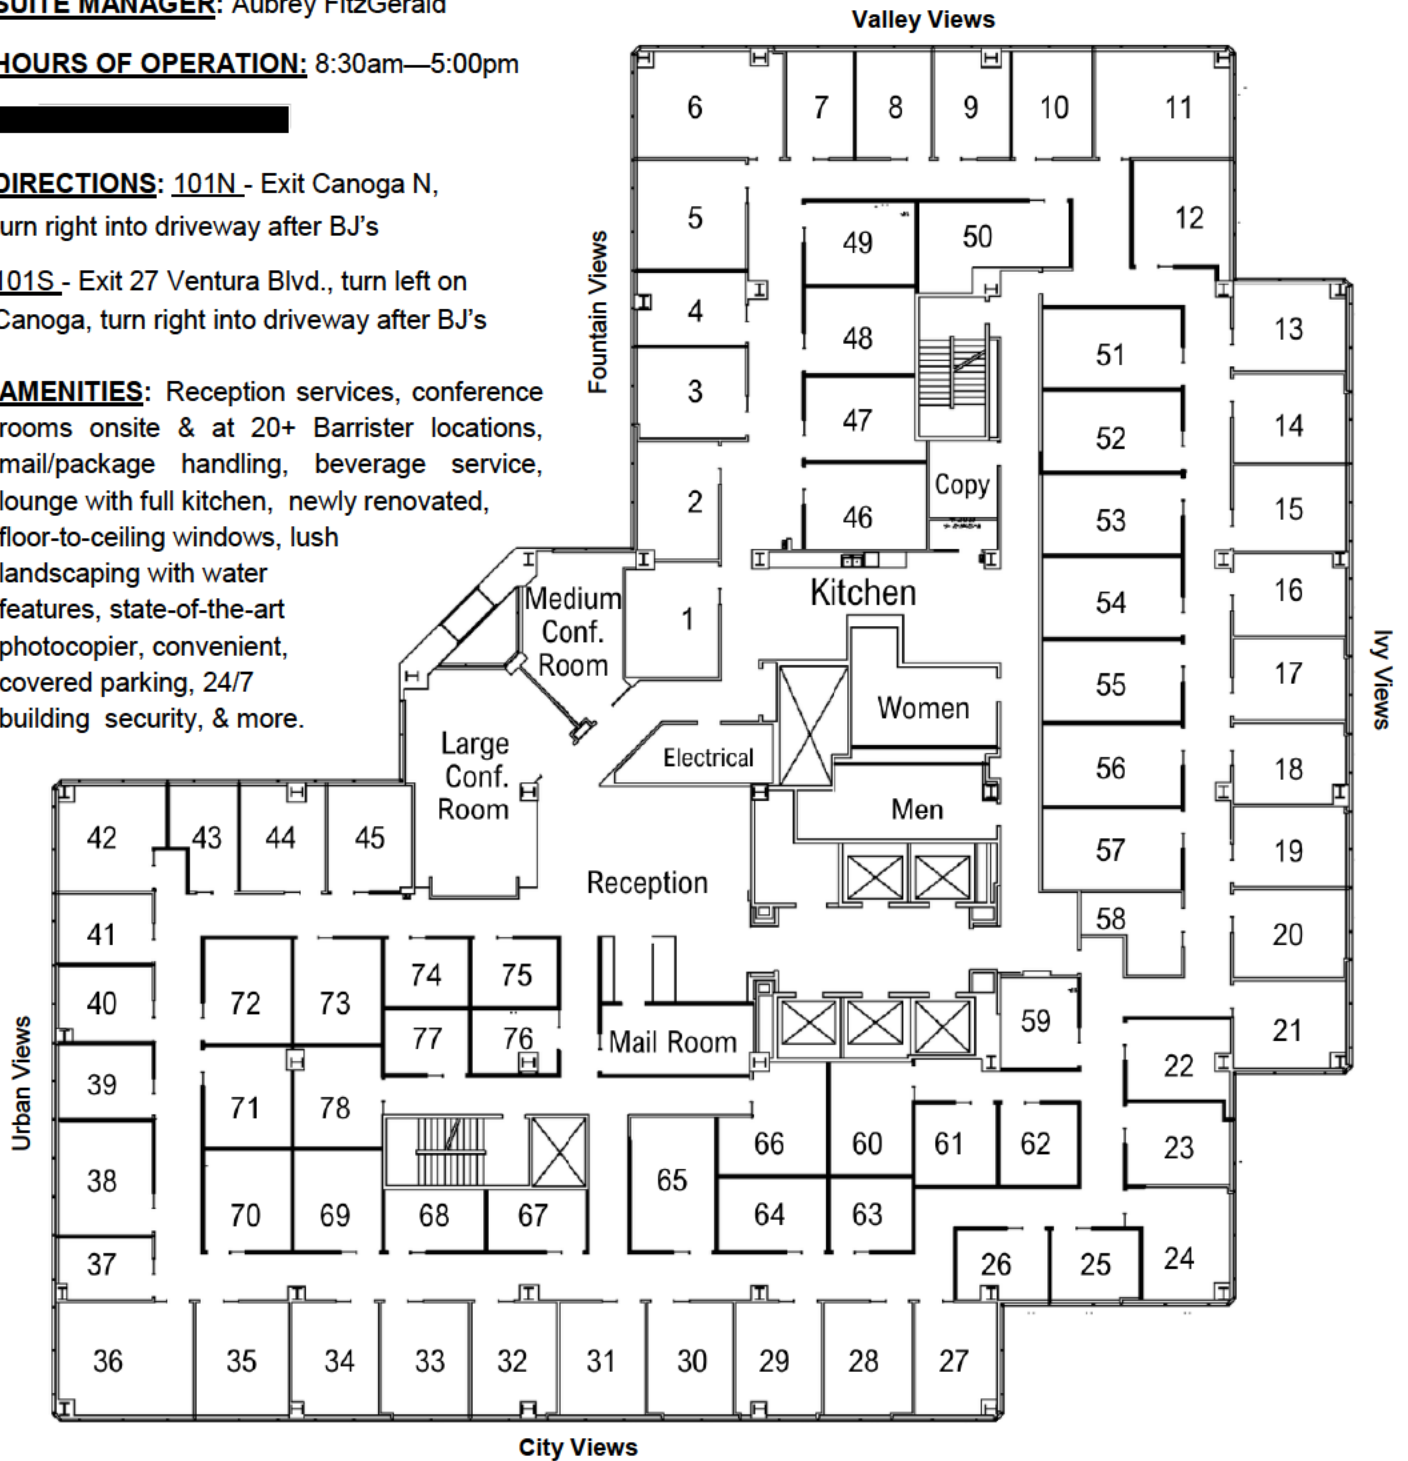 SUITE MANAGER: Aubrey FitzGerald
HOURS OF OPERATION: 8:30am—5:00pm
DIRECTIONS: 101N - Exit Canoga N,
turn right into driveway after BJ's
101S - Exit 27 Ventura Blvd., turn left on
Canoga, turn right into driveway after BJ's
AMENITIES: Reception services, conference
rooms onsite & at 20+ Barrister locations,
mail/package handling, beverage service,
lounge with full kitchen, newly renovated,
floor-to-ceiling windows, lush
landscaping with water
features, state-of-the-art
photocopier, convenient,
covered parking, 24/7
building security, & more.
Valley Views
Fountain Views
Ivy Views
Urban Views
City Views
6
7
8
9
10
11
5
49
50
12
4
48
51
13
3
47
52
14
2
46
Copy
53
15
Medium
Conf.
Room
1
Kitchen
54
16
55
17
Large
Conf.
Room
Electrical
Women
56
18
Men
57
19
42
43
44
45
Reception
58
20
41
40
72
73
74
75
77
76
Mail Room
59
21
39
71
78
22
38
66
60
61
62
23
65
70
69
68
67
64
63
37
26
25
24
36
35
34
33
32
31
30
29
28
27